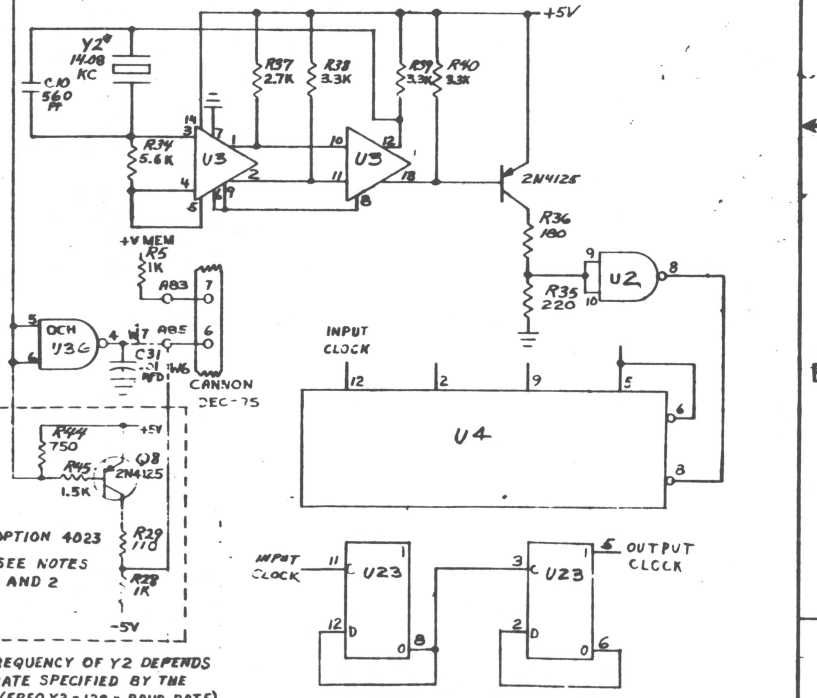 +5V
Y2*
14.08
KC
C10
560
Pf
R37
2.7K
R38
3.3K
R39
3.3K
R40
3.3K
14
3
7
1
R34
5.6K
U3
4
2
5
6
9
10
12
U3
11
13
8
2N4125
R36
180
R35
220
9
10
U2
8
+V MEM
R5
1K
A83
7
A85
6
CANNON
DEC-75
5
6
4
W7
C31
W6
INPUT
CLOCK
12
2
9
5
6
8
U4
R44
750
+5V
R45
1.5K
Q8
2N4125
R29
110
R28
1K
-5V
OPTION 4023
SEE NOTES
AND 2
INPUT
CLOCK
11
C
1
U23
12
D
0
8
3
C
1
5
OUTPUT
CLOCK
U23
2
D
0
6
REQUENCY OF Y2 DEPENDS
ATE SPECIFIED BY THE